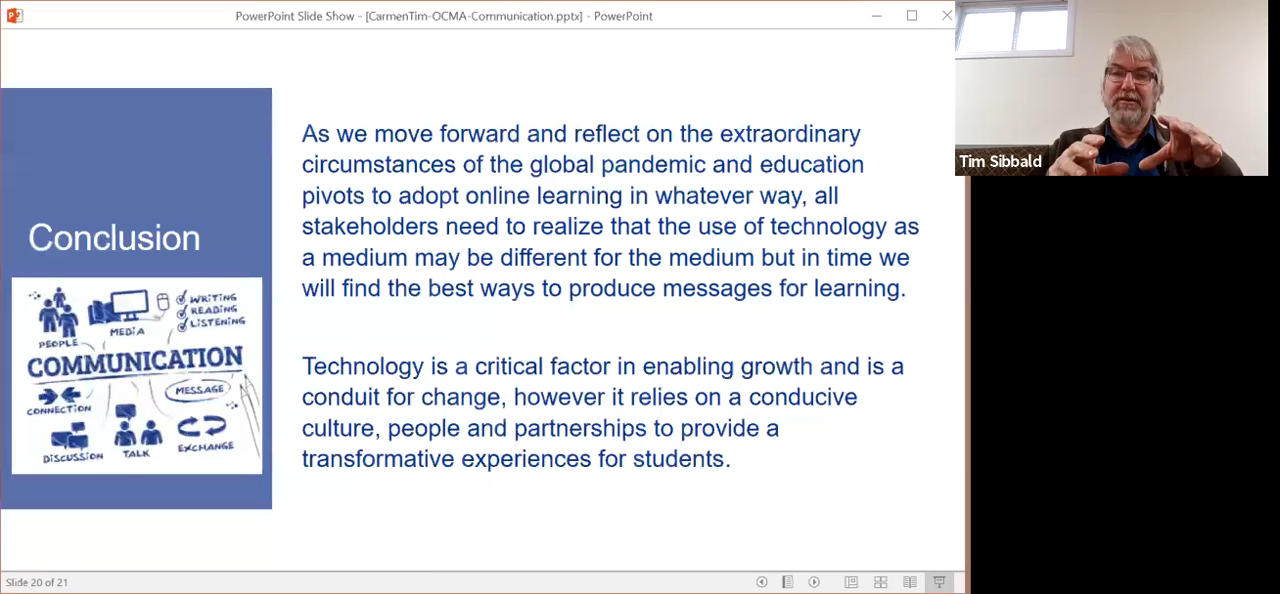 PowerPoint Slide Show - [CarmenTim-OCMA-Communication.pptx] - PowerPoint
Tim Sibbald
Conclusion
PEOPLE
MEDIA
WRITING
READING
LISTENING
COMMUNICATION
CONNECTION
MESSAGE
DISCUSSION
TALK
EXCHANGE
As we move forward and reflect on the extraordinary
circumstances of the global pandemic and education
pivots to adopt online learning in whatever way, all
stakeholders need to realize that the use of technology as
a medium may be different for the medium but in time we
will find the best ways to produce messages for learning.
Technology is a critical factor in enabling growth and is a
conduit for change, however it relies on a conducive
culture, people and partnerships to provide a
transformative experiences for students.
Slide 20 of 21